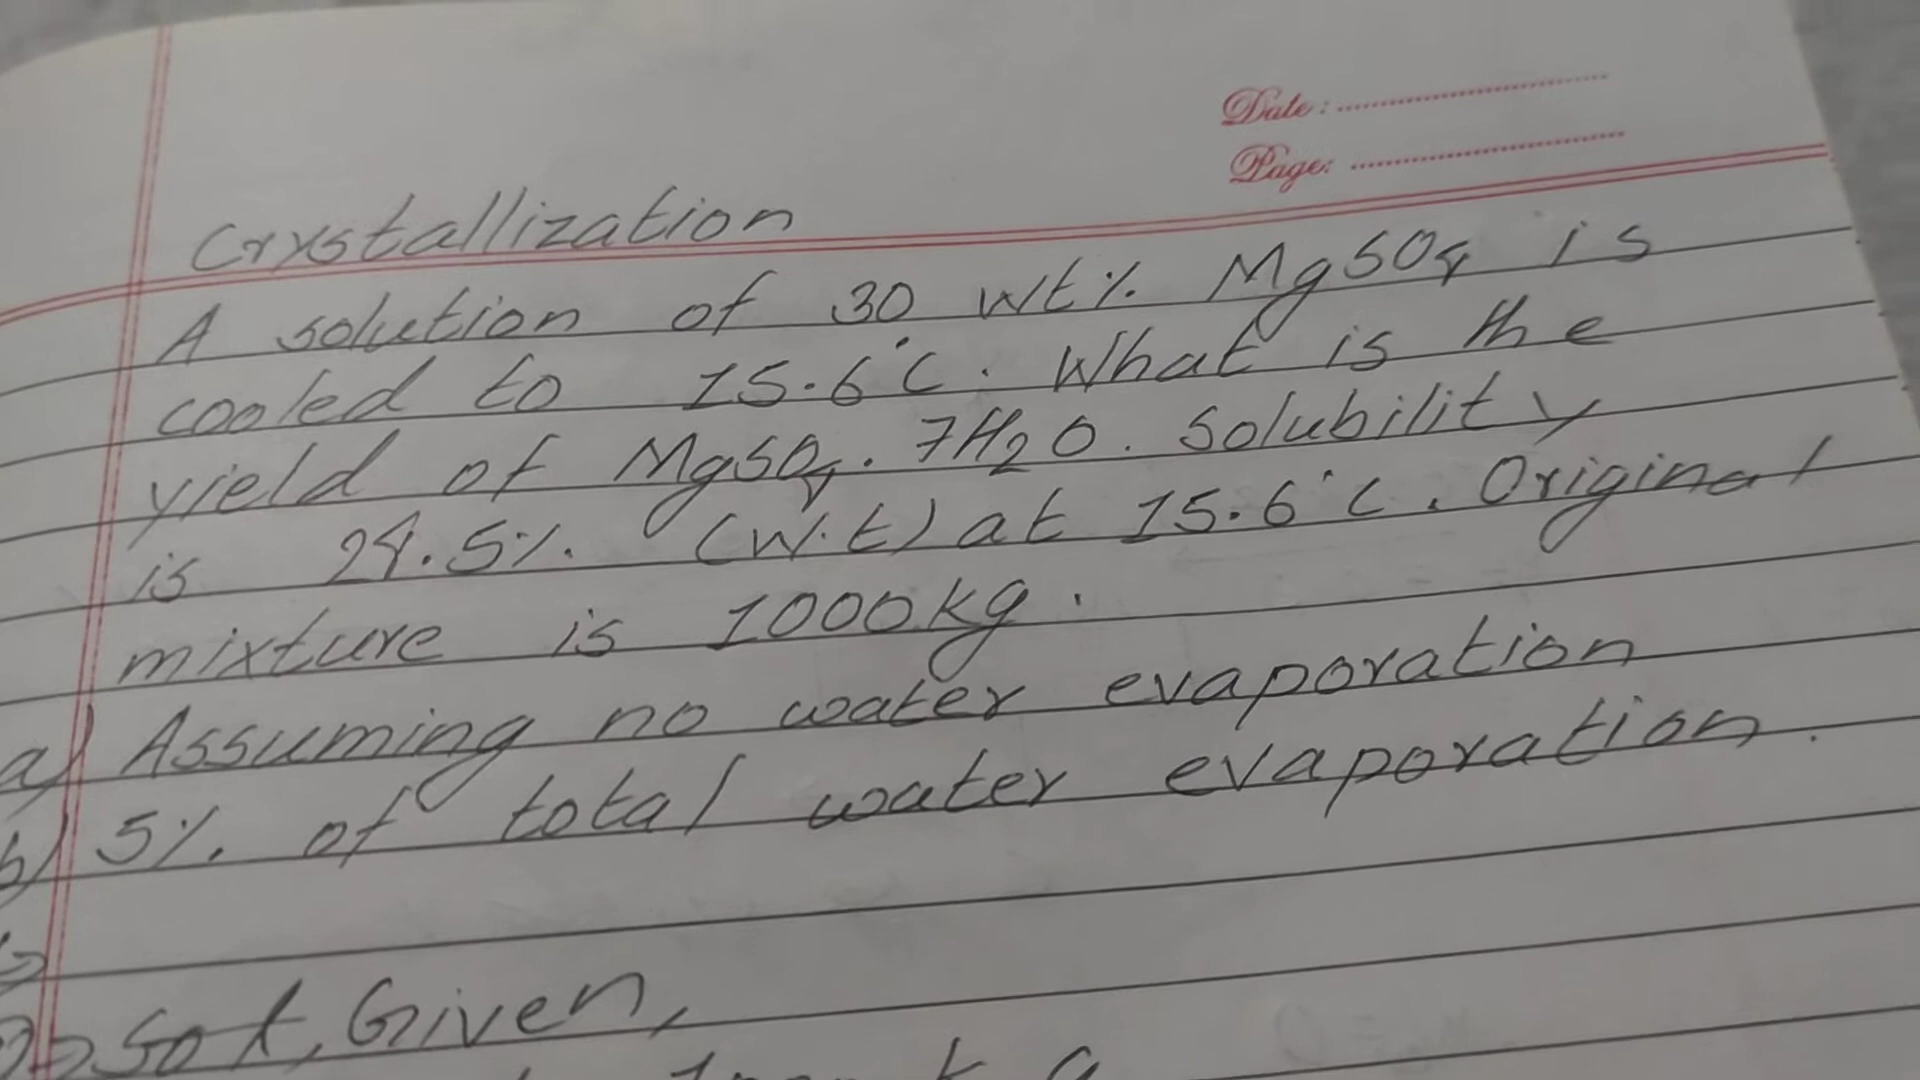 Date:
Page:
Crystallization
A solution of 30 wt% MgSO4 is
cooled to 15.6°C. What is the
yield of MgSO4. 7H2O. Solubility
is 24.5% (w.t) at 15.6°C. Original
mixture is 1000kg.
a) Assuming no water evaporation
b) 5% of total water evaporation.
Given,